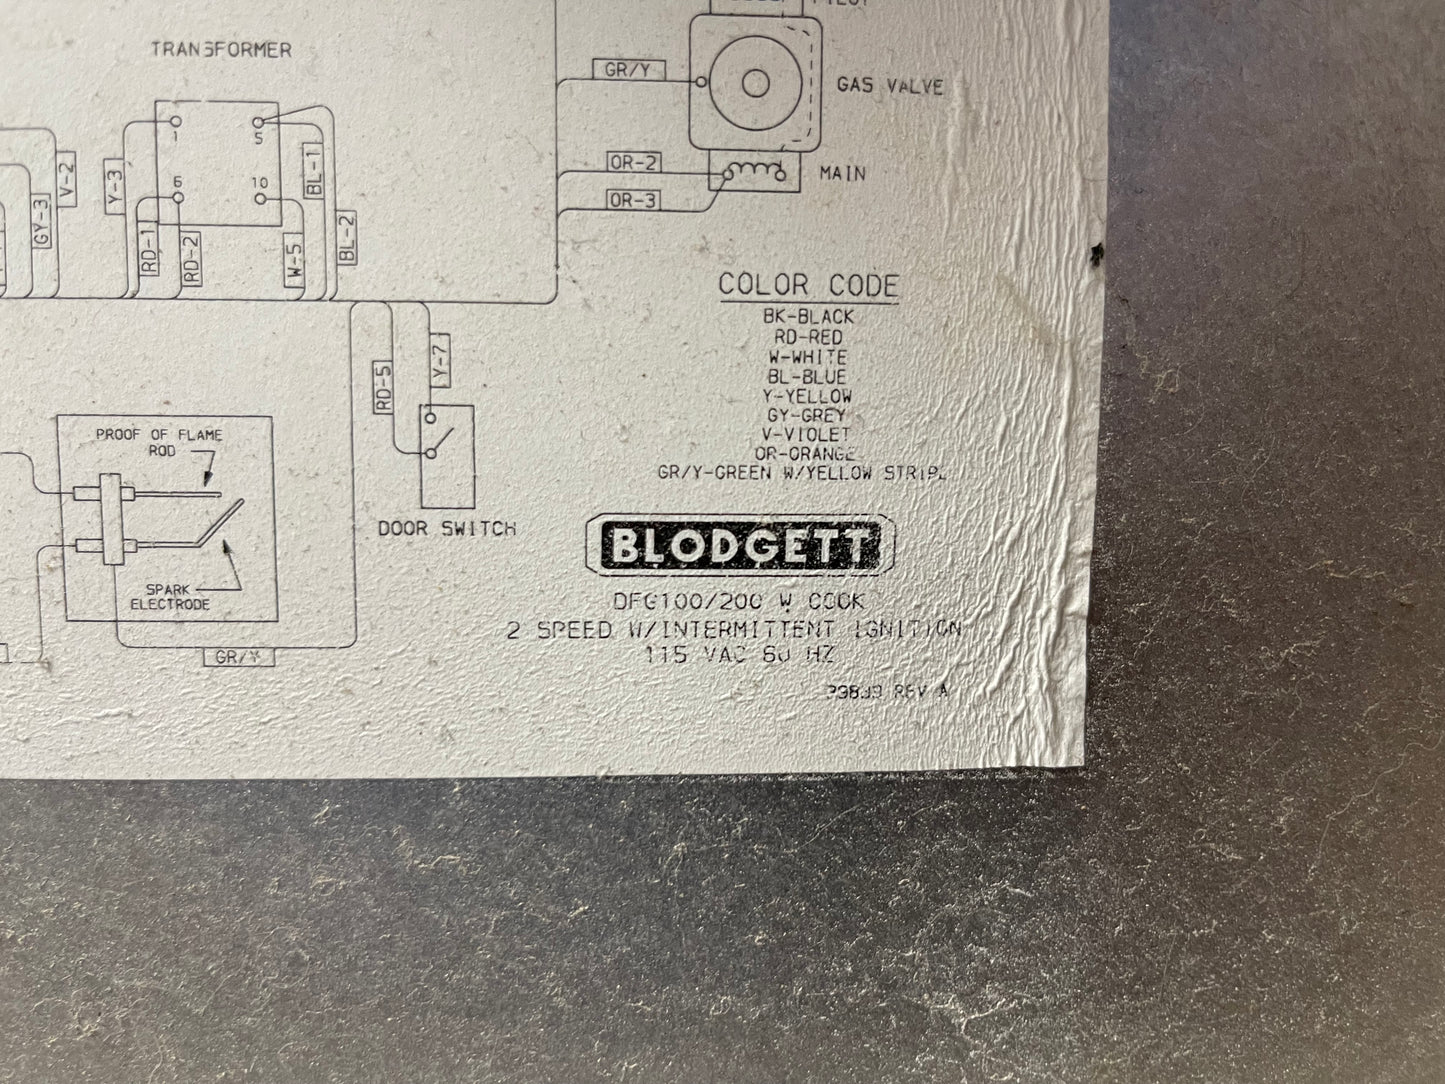 TRANSFORMER
1
5
6
10
Y-3
BL-1
V-2
GY-3
RD-1
RD-2
W-5
BL-2
GR/Y
GAS VALVE
OR-2
MAIN
OR-3
COLOR CODE
BK-BLACK
RD-RED
W-WHITE
BL-BLUE
Y-YELLOW
GY-GREY
V-VIOLET
OR-ORANGE
GR/Y-GREEN W/YELLOW STRIPE
RD-5
Y-7
DOOR SWITCH
PROOF OF FLAME
ROD
SPARK
ELECTRODE
GR/Y
BLODGETT
DFG100/200 W COOK
2 SPEED W/INTERMITTENT IGNITION
115 VAC 60 HZ
REV A